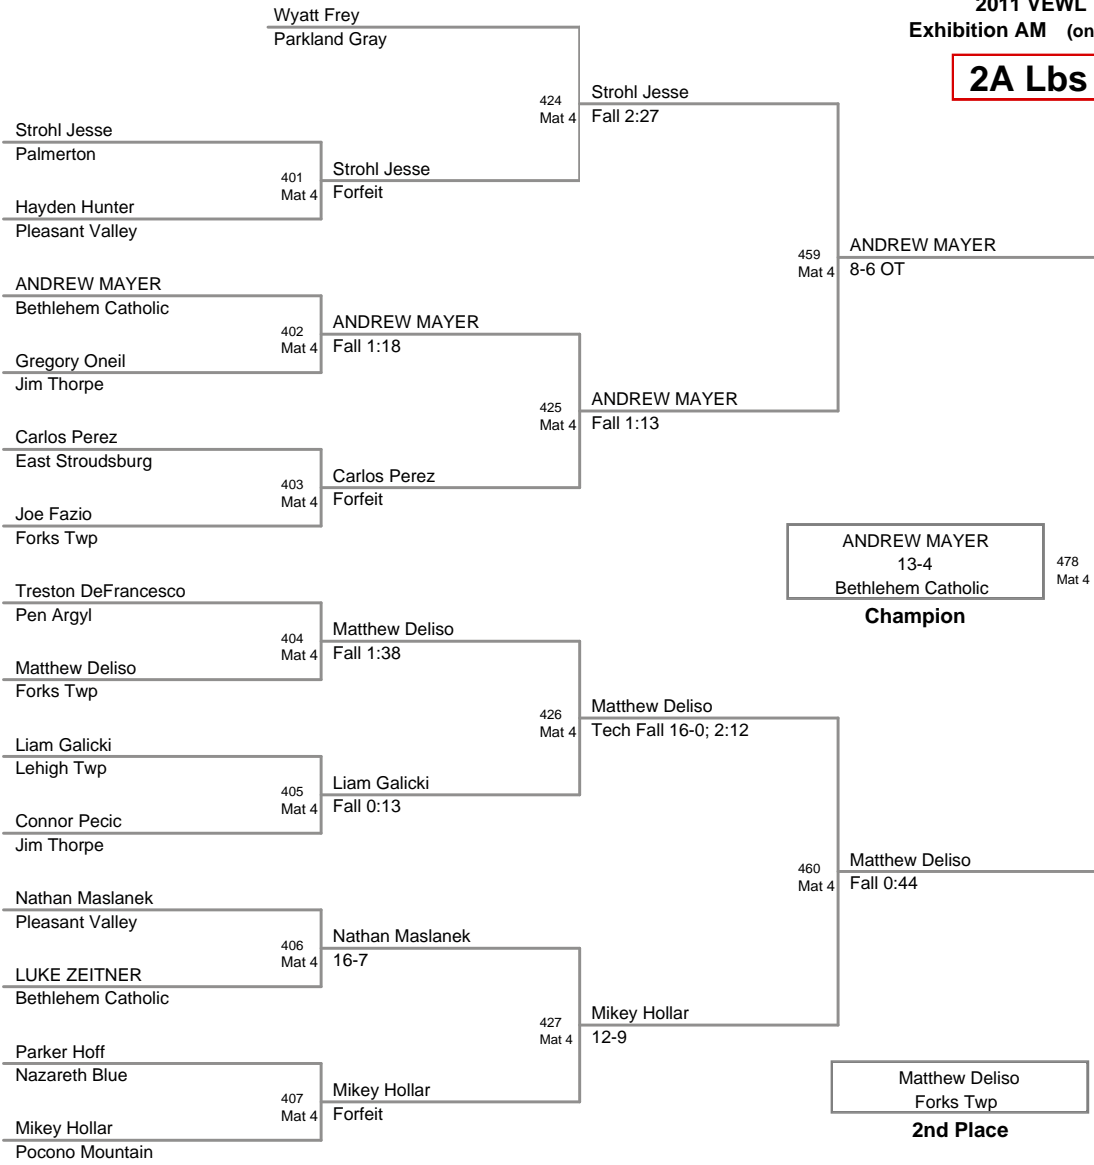 2011 VEWL
Exhibition AM (on
2A Lbs
Wyatt Frey
Parkland Gray
424
Mat 4
Strohl Jesse
Fall 2:27
Strohl Jesse
Palmerton
401
Mat 4
Strohl Jesse
Forfeit
Hayden Hunter
Pleasant Valley
459
Mat 4
ANDREW MAYER
8-6 OT
ANDREW MAYER
Bethlehem Catholic
402
Mat 4
ANDREW MAYER
Fall 1:18
Gregory Oneil
Jim Thorpe
425
Mat 4
ANDREW MAYER
Fall 1:13
Carlos Perez
East Stroudsburg
403
Mat 4
Carlos Perez
Forfeit
Joe Fazio
Forks Twp
ANDREW MAYER
13-4
Bethlehem Catholic
478
Mat 4
Champion
Treston DeFrancesco
Pen Argyl
404
Mat 4
Matthew Deliso
Fall 1:38
Matthew Deliso
Forks Twp
426
Mat 4
Matthew Deliso
Tech Fall 16-0; 2:12
Liam Galicki
Lehigh Twp
405
Mat 4
Liam Galicki
Fall 0:13
Connor Pecic
Jim Thorpe
460
Mat 4
Matthew Deliso
Fall 0:44
Nathan Maslanek
Pleasant Valley
406
Mat 4
Nathan Maslanek
16-7
LUKE ZEITNER
Bethlehem Catholic
427
Mat 4
Mikey Hollar
12-9
Parker Hoff
Nazareth Blue
407
Mat 4
Mikey Hollar
Forfeit
Mikey Hollar
Pocono Mountain
Matthew Deliso
Forks Twp
2nd Place